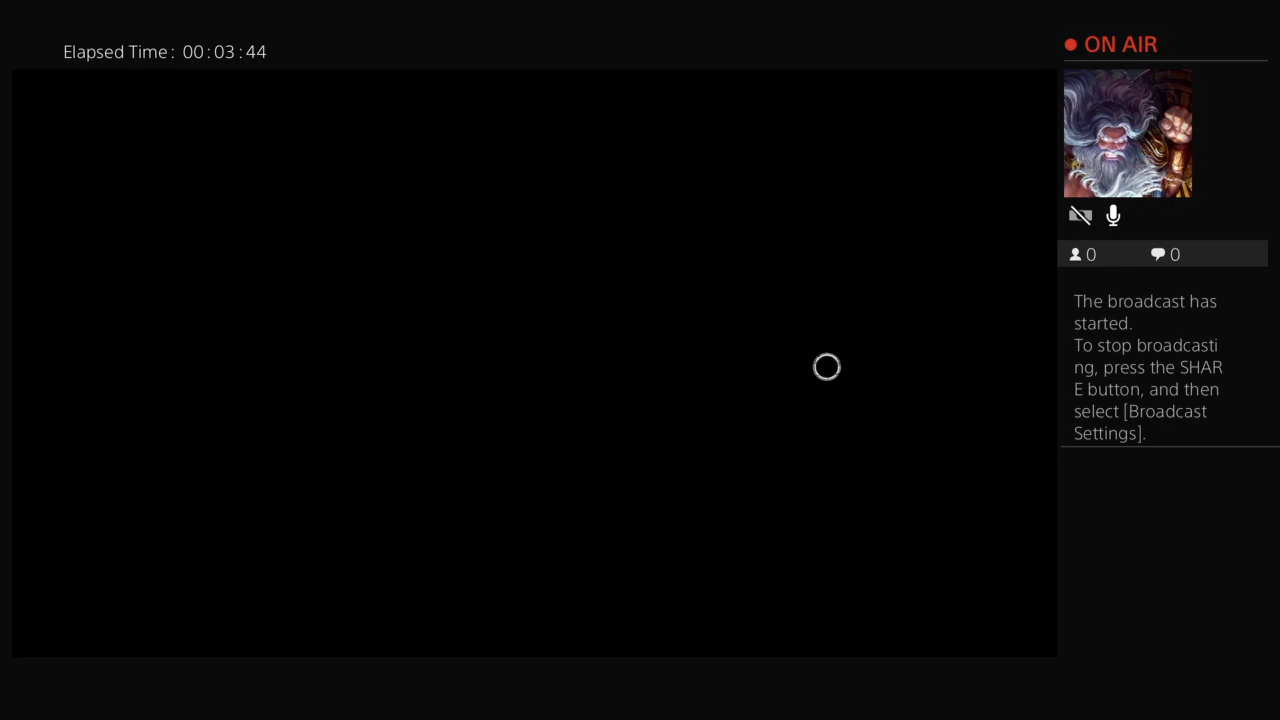 Elapsed Time: 00:03:44
ON AIR
0
0
The broadcast has
started.
To stop broadcasti
ng, press the SHAR
E button, and then
select [Broadcast
Settings].